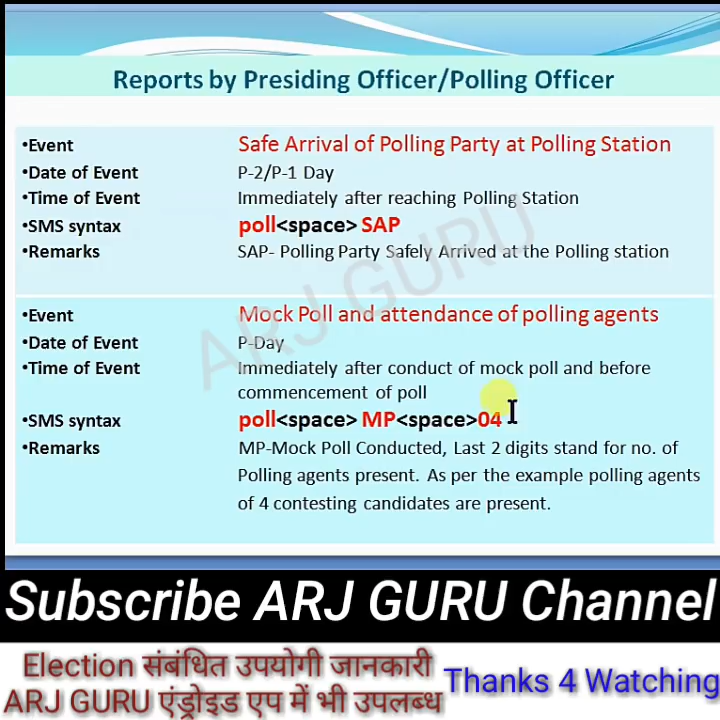 Reports by Presiding Officer/Polling Officer
•Event Safe Arrival of Polling Party at Polling Station
•Date of Event P-2/P-1 Day
•Time of Event Immediately after reaching Polling Station
•SMS syntax poll<space> SAP
•Remarks SAP- Polling Party Safely Arrived at the Polling station
ARJ GURU
•Event Mock Poll and attendance of polling agents
•Date of Event P-Day
•Time of Event Immediately after conduct of mock poll and before
commencement of poll
•SMS syntax poll<space> MP<space>04
•Remarks MP-Mock Poll Conducted, Last 2 digits stand for no. of
Polling agents present. As per the example polling agents
of 4 contesting candidates are present.
Subscribe ARJ GURU Channel
Election संबंधित उपयोगी जानकारी
ARJ GURU एंड्रोइड एप में भी उपलब्ध
Thanks 4 Watching